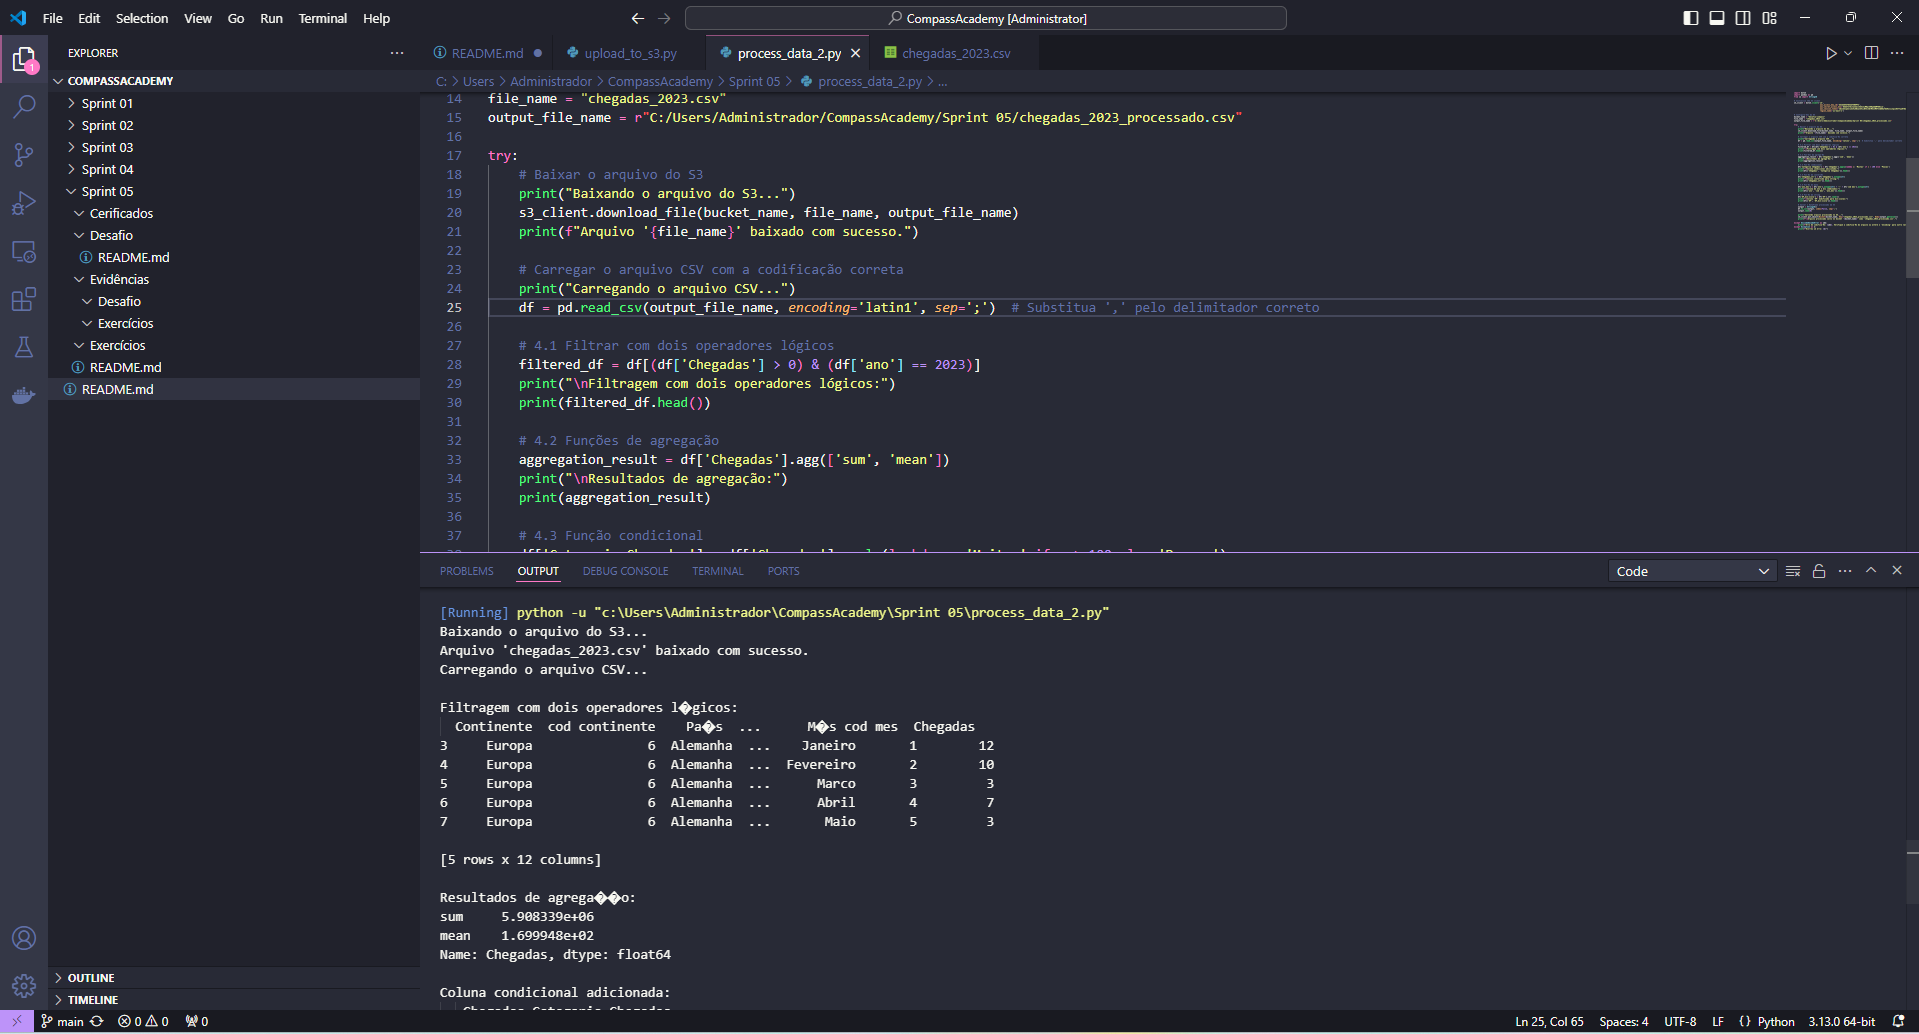 File Edit Selection View Go Run Terminal Help
CompassAcademy [Administrator]
EXPLORER
COMPASSACADEMY
Sprint 01
Sprint 02
Sprint 03
Sprint 04
Sprint 05
Cerificados
Desafio
README.md
Evidências
Desafio
Exercícios
Exercícios
README.md
README.md
OUTLINE
TIMELINE
README.md upload_to_s3.py process_data_2.py chegadas_2023.csv
C: > Users > Administrador > CompassAcademy > Sprint 05 > process_data_2.py > ...
14 file_name = "chegadas_2023.csv"
15 output_file_name = r"C:/Users/Administrador/CompassAcademy/Sprint 05/chegadas_2023_processado.csv"
16
17 try:
18 # Baixar o arquivo do S3
19 print("Baixando o arquivo do S3...")
20 s3_client.download_file(bucket_name, file_name, output_file_name)
21 print(f"Arquivo '{file_name}' baixado com sucesso.")
22
23 # Carregar o arquivo CSV com a codificação correta
24 print("Carregando o arquivo CSV...")
25 df = pd.read_csv(output_file_name, encoding='latin1', sep=';') # Substitua ',' pelo delimitador correto
26
27 # 4.1 Filtrar com dois operadores lógicos
28 filtered_df = df[(df['Chegadas'] > 0) & (df['ano'] == 2023)]
29 print("\nFiltragem com dois operadores lógicos:")
30 print(filtered_df.head())
31
32 # 4.2 Funções de agregação
33 aggregation_result = df['Chegadas'].agg(['sum', 'mean'])
34 print("\nResultados de agregação:")
35 print(aggregation_result)
36
37 # 4.3 Função condicional
PROBLEMS OUTPUT DEBUG CONSOLE TERMINAL PORTS
Code
[Running] python -u "c:\Users\Administrador\CompassAcademy\Sprint 05\process_data_2.py"
Baixando o arquivo do S3...
Arquivo 'chegadas_2023.csv' baixado com sucesso.
Carregando o arquivo CSV...
Filtragem com dois operadores l�gicos:
Continente cod continente Pa�s ... M�s cod mes Chegadas
3 Europa 6 Alemanha ... Janeiro 1 12
4 Europa 6 Alemanha ... Fevereiro 2 10
5 Europa 6 Alemanha ... Marco 3 3
6 Europa 6 Alemanha ... Abril 4 7
7 Europa 6 Alemanha ... Maio 5 3
[5 rows x 12 columns]
Resultados de agrega��o:
sum 5.908339e+06
mean 1.699948e+02
Name: Chegadas, dtype: float64
Coluna condicional adicionada:
main 0 0 0
Ln 25, Col 65 Spaces: 4 UTF-8 LF {} Python 3.13.0 64-bit
1